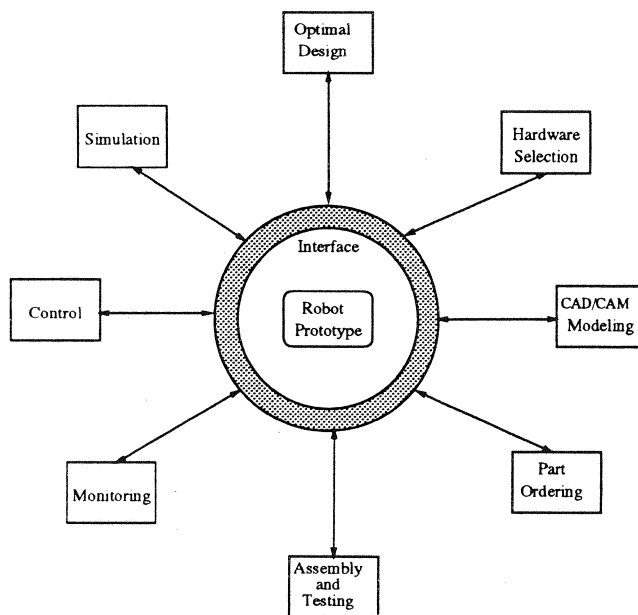 Optimal
Design
Simulation
Hardware
Selection
Interface
Control
Robot
Prototype
CAD/CAM
Modeling
Monitoring
Part
Ordering
Assembly
and
Testing